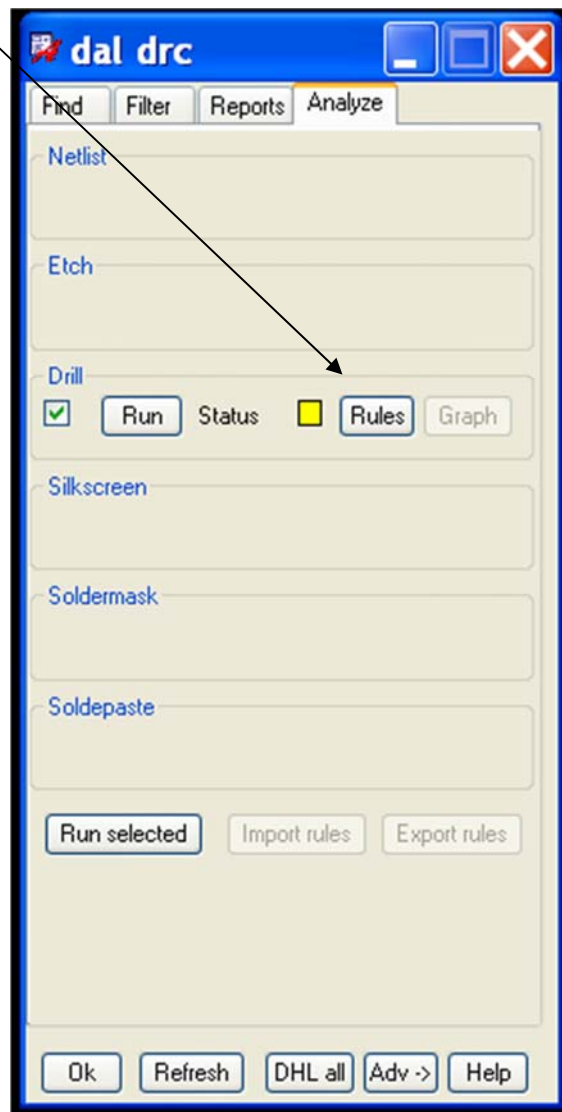 dal drc
Find Filter Reports Analyze
Netlist
Etch
Drill
Run Status Rules Graph
Silkscreen
Soldermask
Soldepaste
Run selected Import rules Export rules
Ok Refresh DHL all Adv -> Help